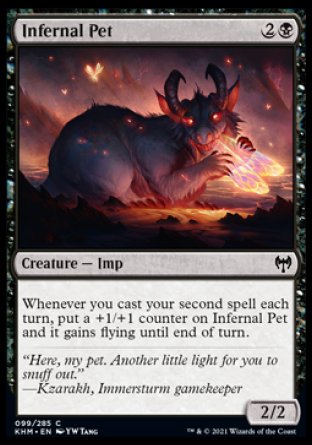 Infernal Pet 2
Creature — Imp
Whenever you cast your second spell each
turn, put a +1/+1 counter on Infernal Pet
and it gains flying until end of turn.
"Here, my pet. Another little light for you to
snuff out."
—Kzarakh, Immersturm gamekeeper
2/2
099/285 C
KHM • EN YW Tang
™ & © 2021 Wizards of the Coast